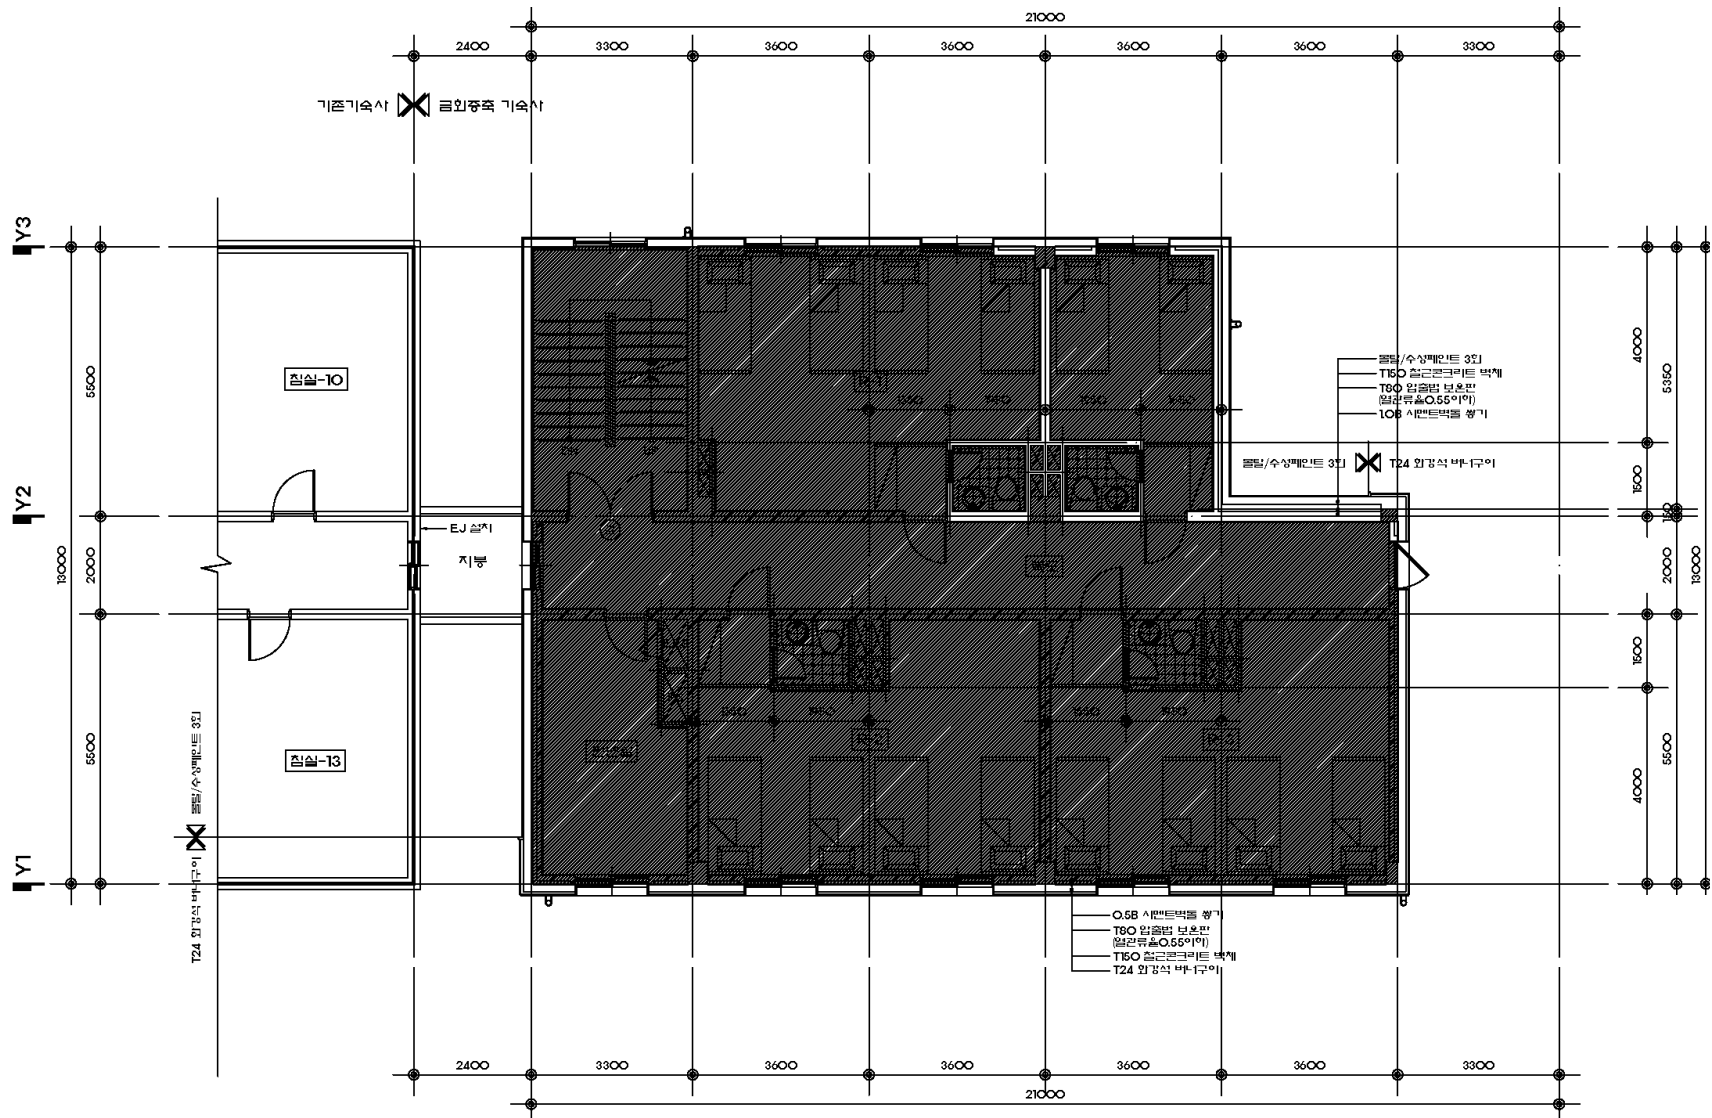 21000
2400
3300
3600
3600
3600
3600
3300
기존기숙사
금회증축 기숙사
Y3
Y2
Y1
13000
5500
2000
5500
침실-10
EJ 설치
지붕
침실-13
몰탈/수성페인트 3회
T24 화강석 버너구이
1650
1950
1950
1650
1650
1950
1650
1950
몰탈/수성페인트 3회
T150 철근콘크리트 벽체
T80 압출법 보온판
(열관류율0.55이하)
1.0B 시멘트벽돌 쌓기
몰탈/수성페인트 3회
T24 화강석 버너구이
4000
5350
1500
150
2000
13000
1500
5500
4000
0.5B 시멘트벽돌 쌓기
T80 압출법 보온판
(열관류율0.55이하)
T150 철근콘크리트 벽체
T24 화강석 버너구이
2400
3300
3600
3600
3600
3600
3300
21000